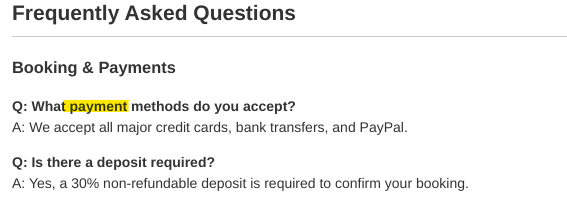 Frequently Asked Questions
Booking & Payments
Q: What payment methods do you accept?
A: We accept all major credit cards, bank transfers, and PayPal.
Q: Is there a deposit required?
A: Yes, a 30% non-refundable deposit is required to confirm your booking.